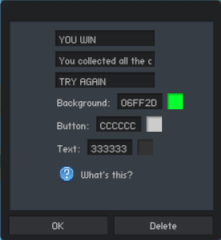 YOU WIN
You collected all the c
TRY AGAIN
Background: 06FF2D
Button: CCCCCC
Text: 333333
What's this?
OK Delete